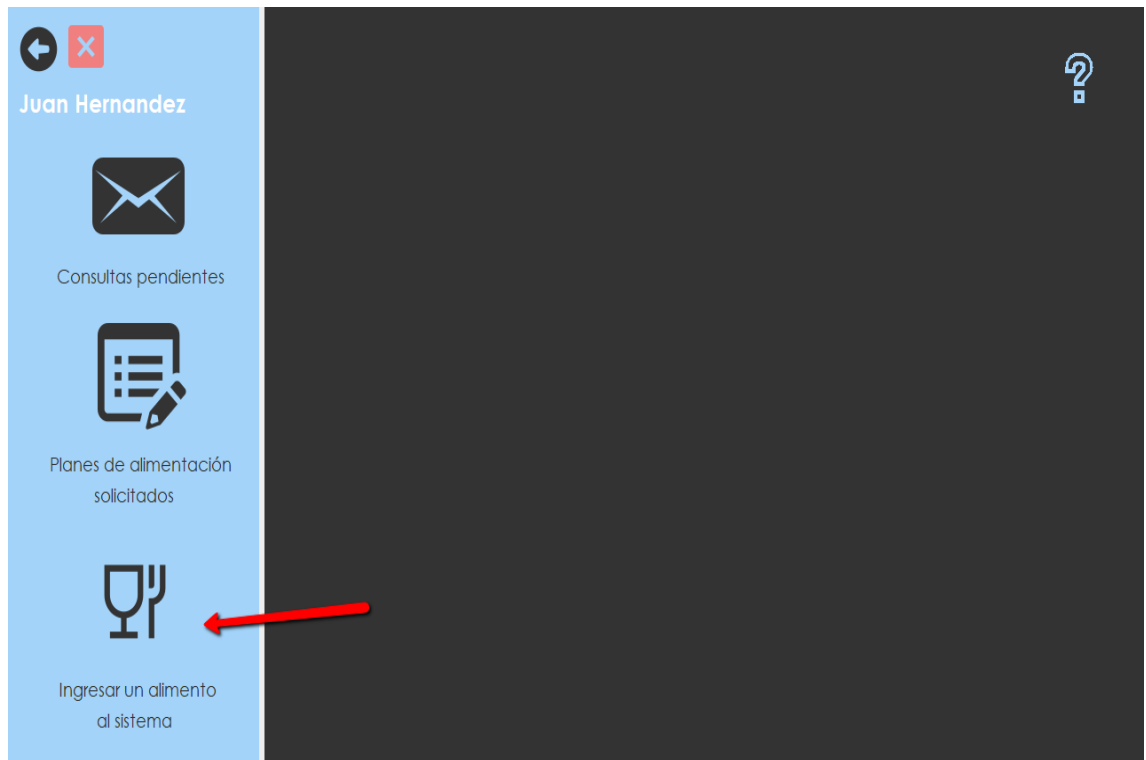 Juan Hernandez
Consultas pendientes
Planes de alimentación
solicitados
Ingresar un alimento
al sistema